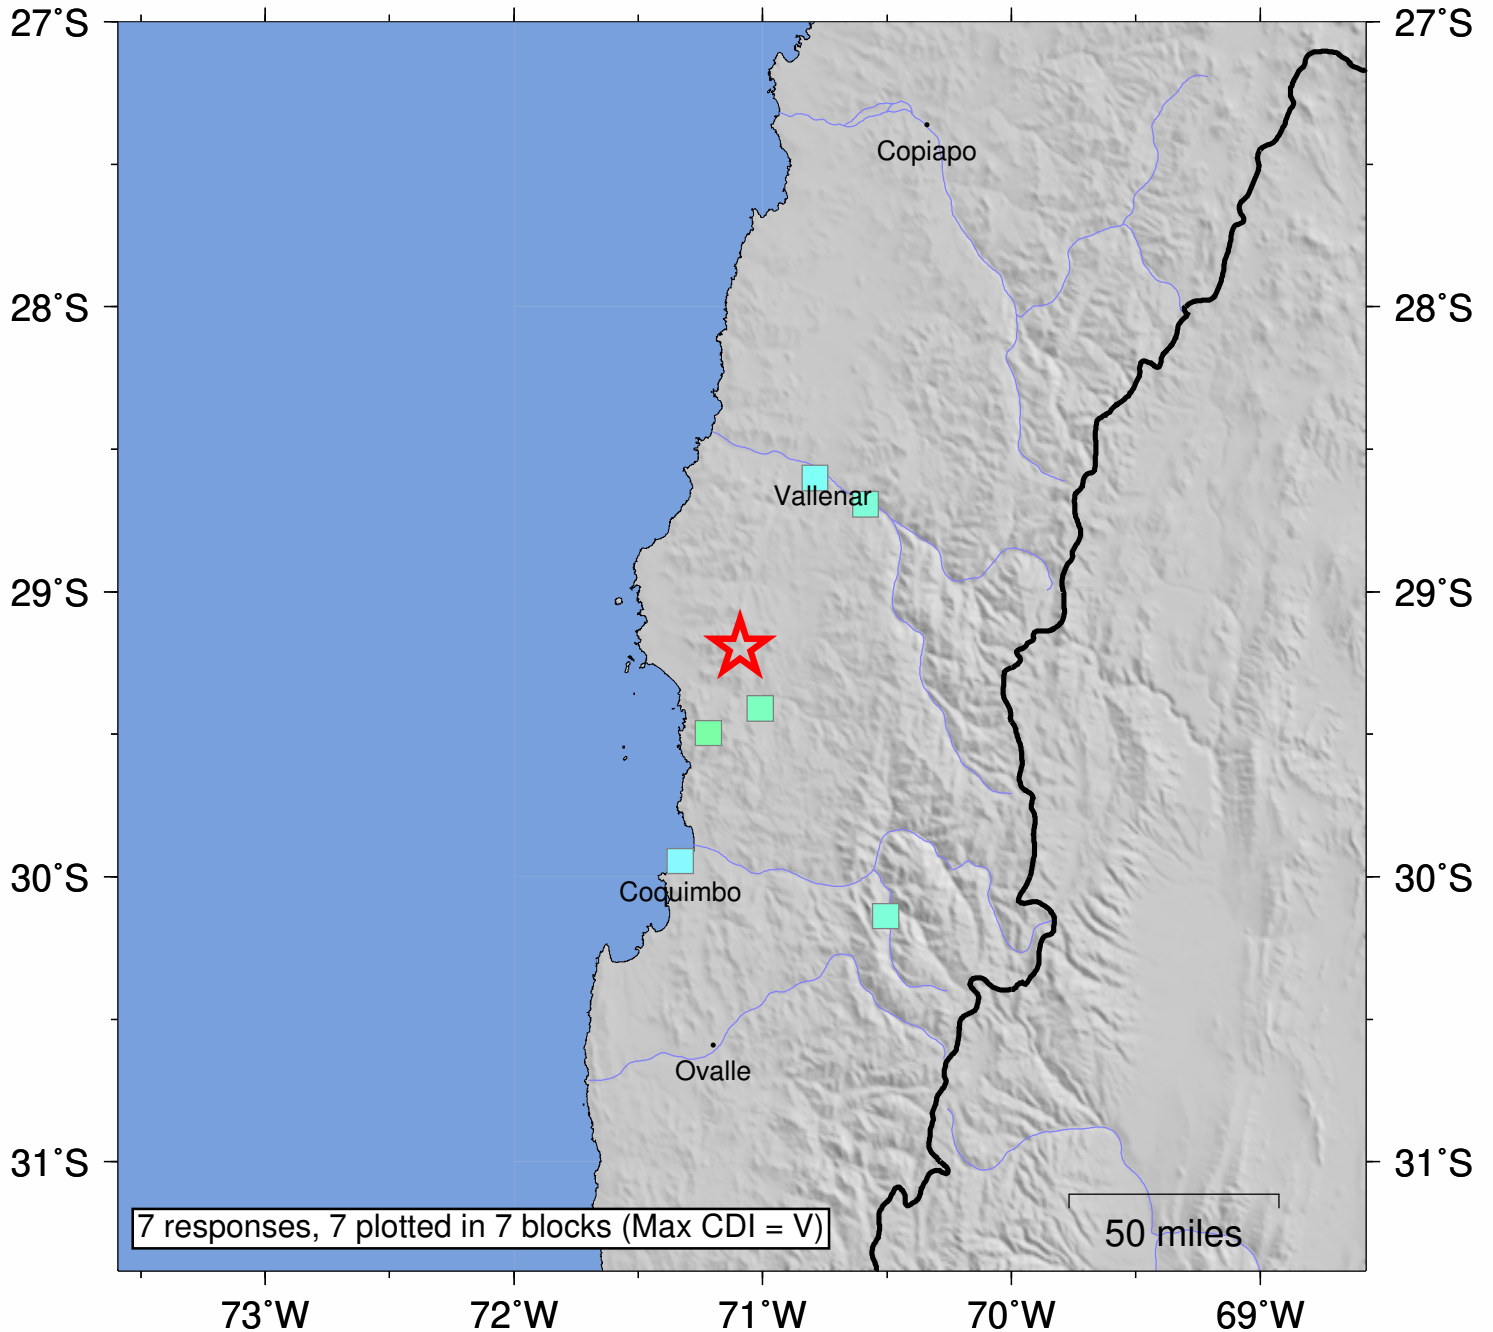 27°S
27°S
Copiapo
28°S
28°S
Vallenar
29°S
29°S
30°S
30°S
Coquimbo
Ovalle
31°S
31°S
7 responses, 7 plotted in 7 blocks (Max CDI = V)
50 miles
73°W
72°W
71°W
70°W
69°W